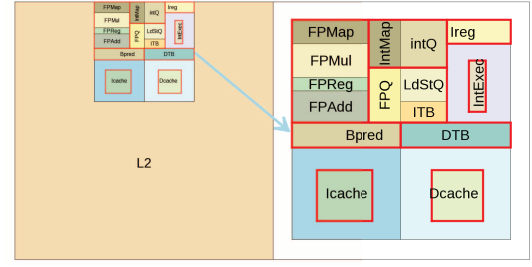 FPMap
IntMap
intQ
Ireg
FPMul
FPReg
FPQ
LdStQ
IntExec
FPAdd
ITB
Bpred
DTB
Icache
Dcache
L2
FPMap
IntMap
intQ
Ireg
FPMul
FPReg
FPQ
LdStQ
IntExec
FPAdd
ITB
Bpred
DTB
Icache
Dcache